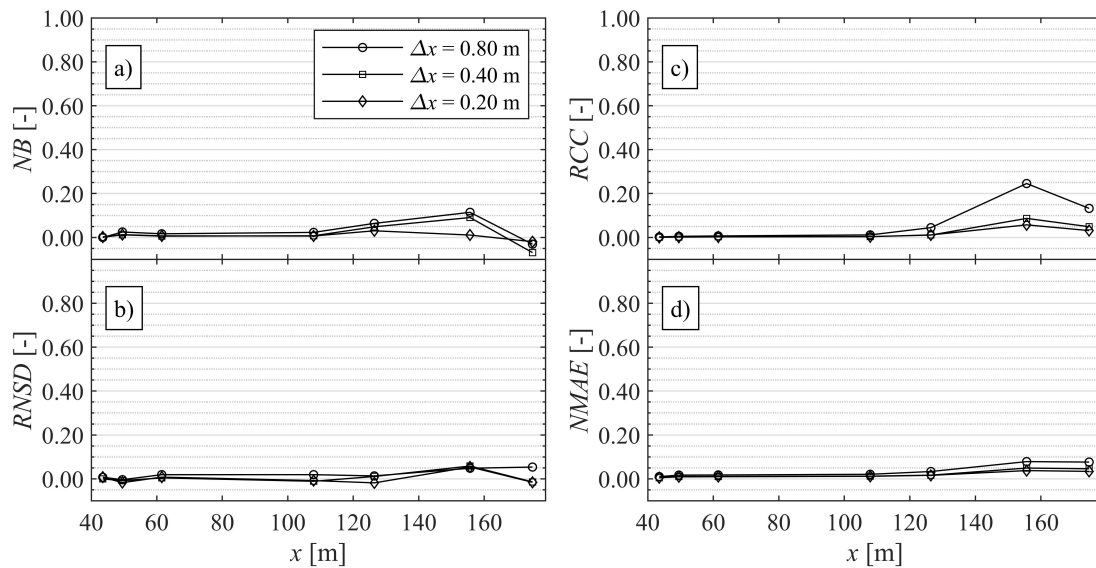 1.00
0.80
0.60
0.40
0.20
0.00
NB [-]
a)
Δx = 0.80 m
Δx = 0.40 m
Δx = 0.20 m
1.00
0.80
0.60
0.40
0.20
0.00
RCC [-]
c)
0.80
0.60
0.40
0.20
0.00
RNSD [-]
b)
40 60 80 100 120 140 160
x [m]
0.80
0.60
0.40
0.20
0.00
NMAE [-]
d)
40 60 80 100 120 140 160
x [m]